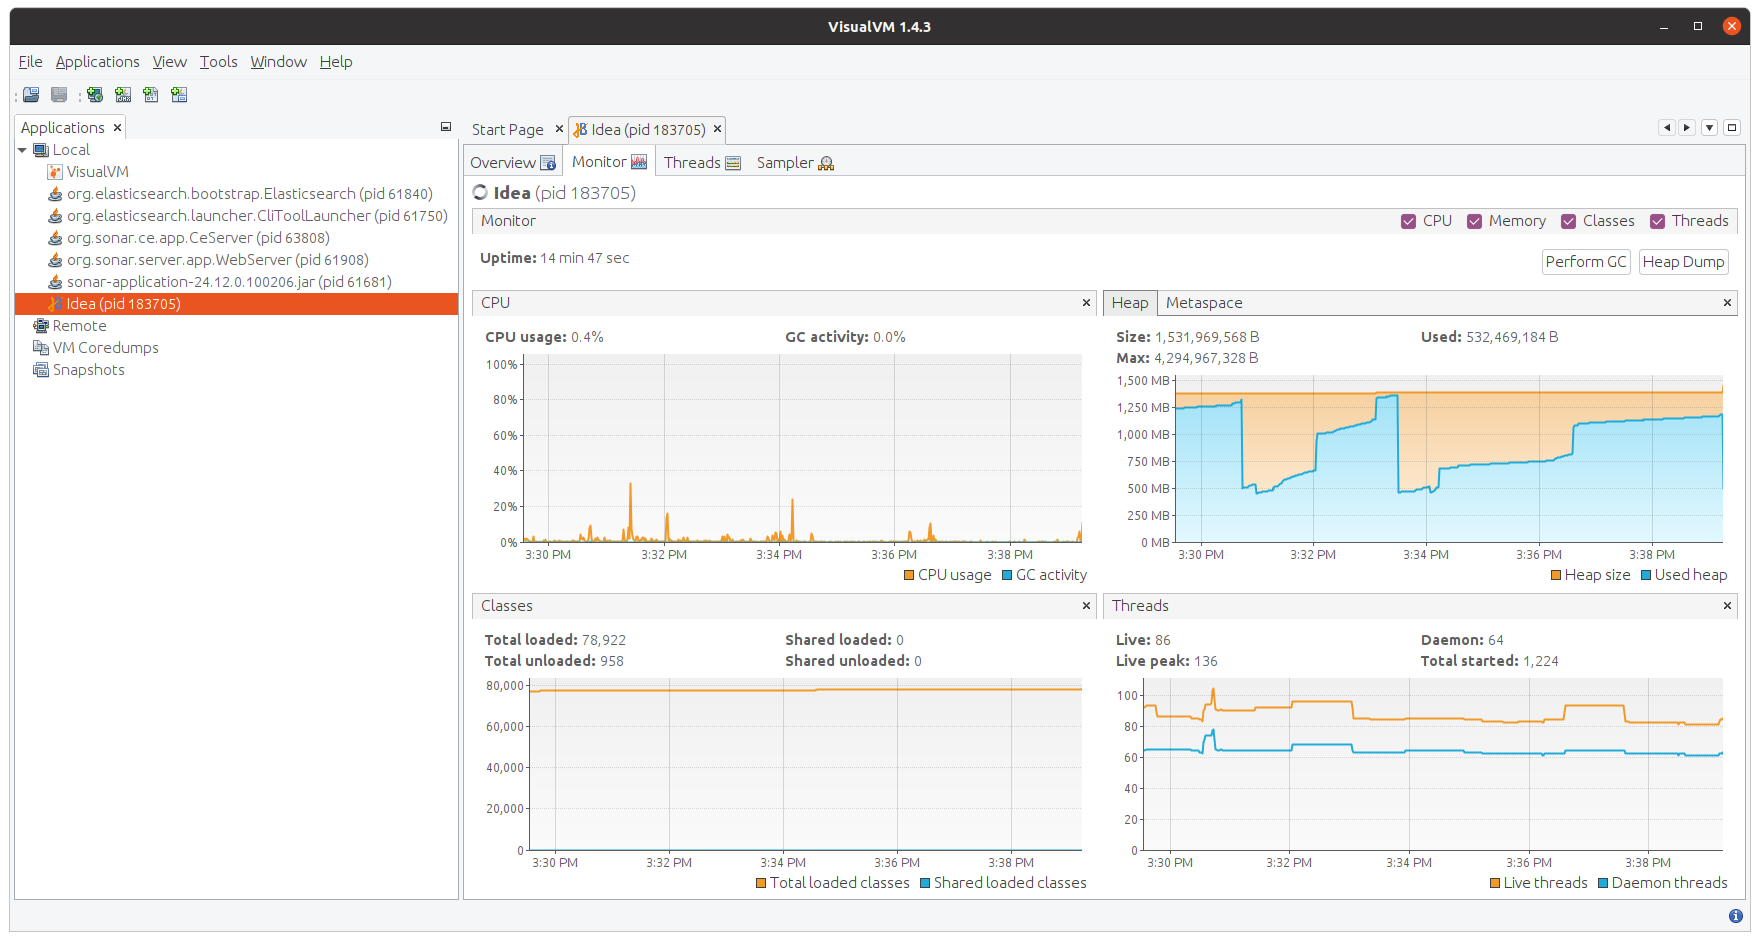 VisualVM 1.4.3
File Applications View Tools Window Help
Applications
Local
VisualVM
org.elasticsearch.bootstrap.Elasticsearch (pid 61840)
org.elasticsearch.launcher.CliToolLauncher (pid 61750)
org.sonar.ce.app.CeServer (pid 63808)
org.sonar.server.app.WebServer (pid 61908)
sonar-application-24.12.0.100206.jar (pid 61681)
Idea (pid 183705)
Remote
VM Coredumps
Snapshots
Start Page Idea (pid 183705)
Overview Monitor Threads Sampler
Idea (pid 183705)
Monitor CPU Memory Classes Threads
Uptime: 14 min 47 sec
Perform GC Heap Dump
CPU
CPU usage: 0.4% GC activity: 0.0%
100%
80%
60%
40%
20%
0%
3:30 PM 3:32 PM 3:34 PM 3:36 PM 3:38 PM
CPU usage GC activity
Heap Metaspace
Size: 1,531,969,568 B Used: 532,469,184 B
Max: 4,294,967,328 B
1,500 MB
1,250 MB
1,000 MB
750 MB
500 MB
250 MB
0 MB
3:30 PM 3:32 PM 3:34 PM 3:36 PM 3:38 PM
Heap size Used heap
Classes
Total loaded: 78,922 Shared loaded: 0
Total unloaded: 958 Shared unloaded: 0
80,000
60,000
40,000
20,000
0
3:30 PM 3:32 PM 3:34 PM 3:36 PM 3:38 PM
Total loaded classes Shared loaded classes
Threads
Live: 86 Daemon: 64
Live peak: 136 Total started: 1,224
100
80
60
40
20
0
3:30 PM 3:32 PM 3:34 PM 3:36 PM 3:38 PM
Live threads Daemon threads